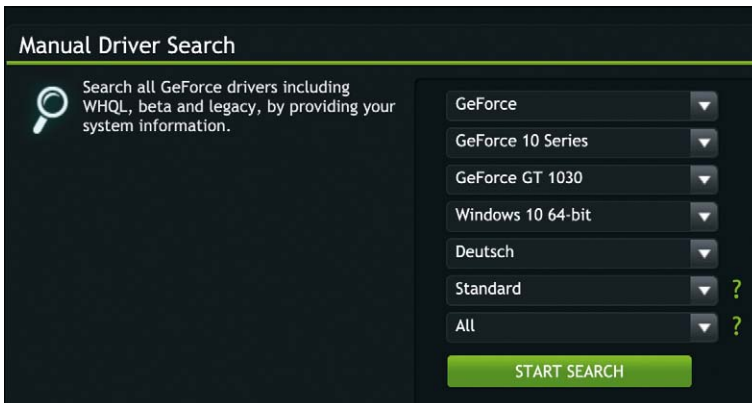 Manual Driver Search
Search all GeForce drivers including
WHQL, beta and legacy, by providing your
system information.
GeForce
GeForce 10 Series
GeForce GT 1030
Windows 10 64-bit
Deutsch
Standard
?
All
?
START SEARCH